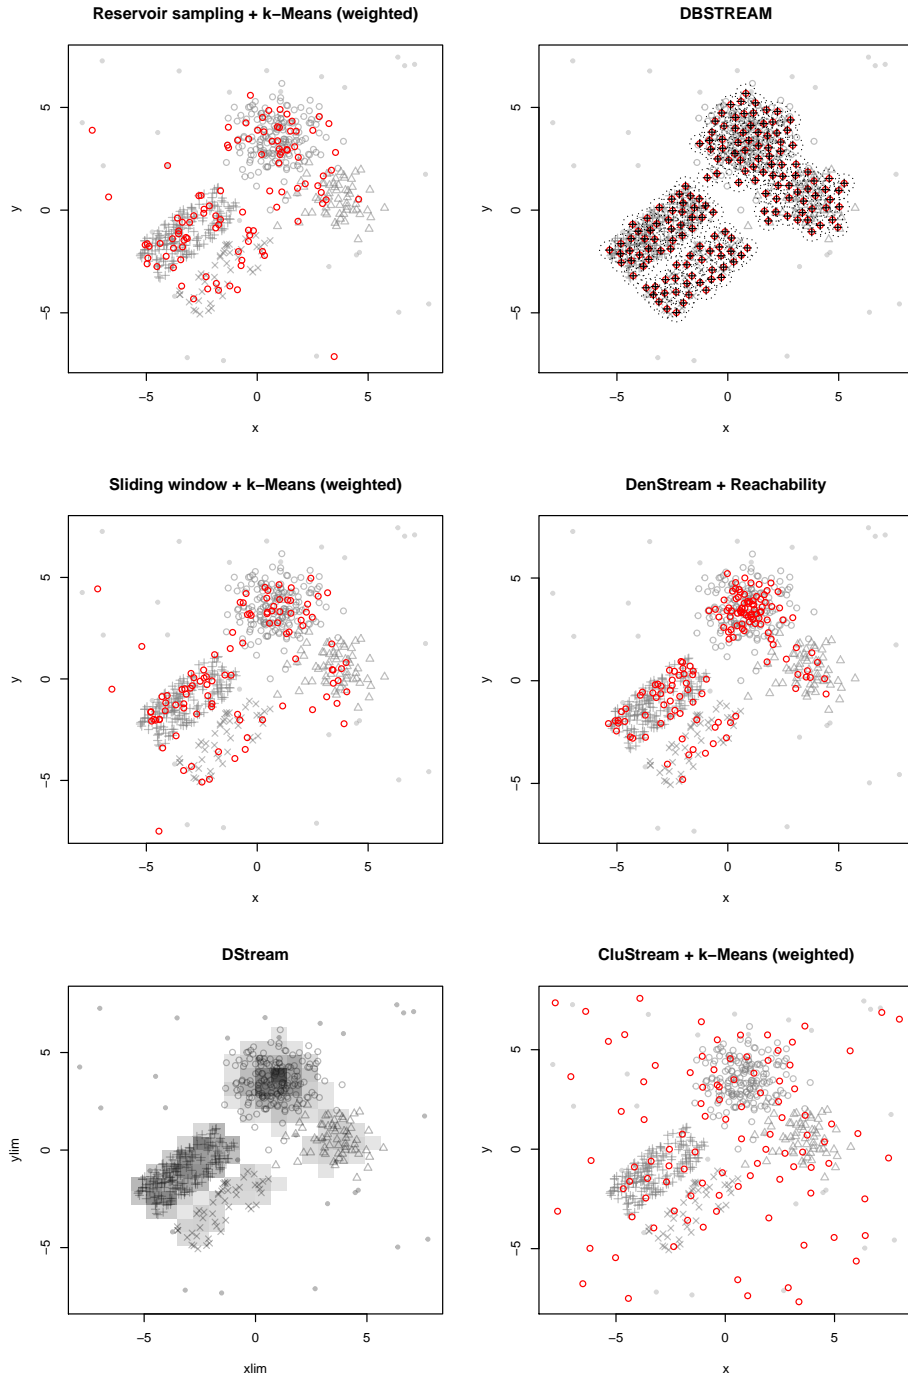 Reservoir sampling + k−Means (weighted)
y
5
0
−5
−5
0
5
x
DBSTREAM
y
5
0
−5
−5
0
5
x
Sliding window + k−Means (weighted)
y
5
0
−5
−5
0
5
x
DenStream + Reachability
y
5
0
−5
−5
0
5
x
DStream
ylim
5
0
−5
−5
0
5
xlim
CluStream + k−Means (weighted)
y
5
0
−5
−5
0
5
x